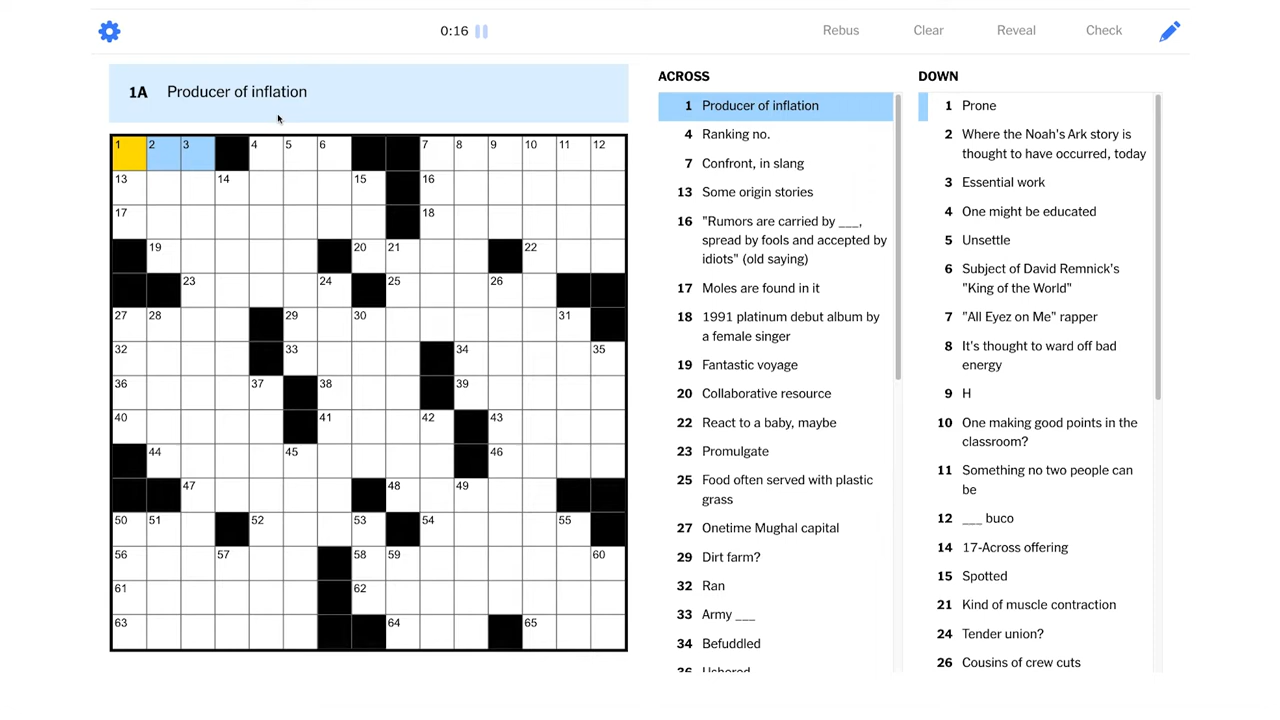 0:16
Rebus
Clear
Reveal
Check
1A Producer of inflation
1 2 3 4 5 6 7 8 9 10 11 12
13 14 15 16
17 18
19 20 21 22
23 24 25 26
27 28 29 30 31
32 33 34 35
36 37 38 39
40 41 42 43
44 45 46
47 48 49
50 51 52 53 54 55
56 57 58 59 60
61 62
63 64 65
ACROSS
1 Producer of inflation
4 Ranking no.
7 Confront, in slang
13 Some origin stories
16 "Rumors are carried by ___,
spread by fools and accepted by
idiots" (old saying)
17 Moles are found in it
18 1991 platinum debut album by
a female singer
19 Fantastic voyage
20 Collaborative resource
22 React to a baby, maybe
23 Promulgate
25 Food often served with plastic
grass
27 Onetime Mughal capital
29 Dirt farm?
32 Ran
33 Army ___
34 Befuddled
36 Ushered
DOWN
1 Prone
2 Where the Noah's Ark story is
thought to have occurred, today
3 Essential work
4 One might be educated
5 Unsettle
6 Subject of David Remnick's
"King of the World"
7 "All Eyez on Me" rapper
8 It's thought to ward off bad
energy
9 H
10 One making good points in the
classroom?
11 Something no two people can
be
12 ___ buco
14 17-Across offering
15 Spotted
21 Kind of muscle contraction
24 Tender union?
26 Cousins of crew cuts